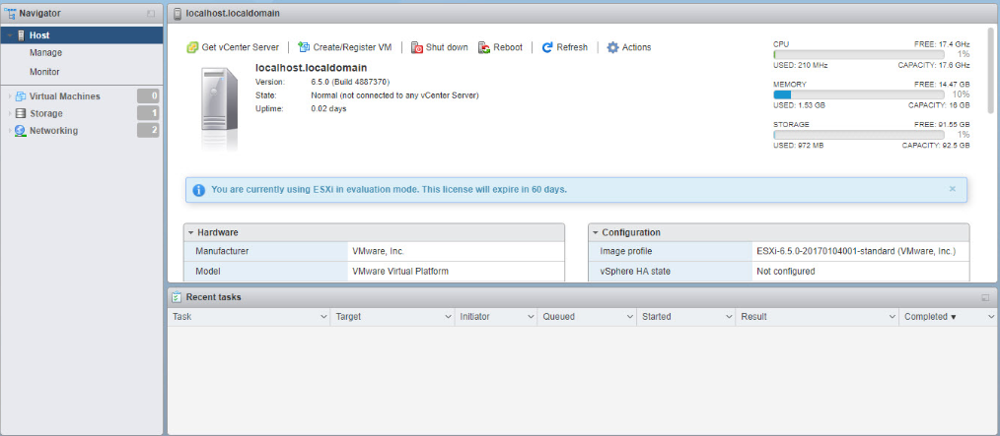 Navigator
Host
Manage
Monitor
Virtual Machines 0
Storage 1
Networking 2
localhost.localdomain
Get vCenter Server Create/Register VM Shut down Reboot Refresh Actions
localhost.localdomain
Version: 6.5.0 (Build 4887370)
State: Normal (not connected to any vCenter Server)
Uptime: 0.02 days
CPU FREE: 17.4 GHz
1%
USED: 210 MHz CAPACITY: 17.6 GHz
MEMORY FREE: 14.47 GB
10%
USED: 1.53 GB CAPACITY: 16 GB
STORAGE FREE: 91.55 GB
1%
USED: 972 MB CAPACITY: 92.5 GB
You are currently using ESXi in evaluation mode. This license will expire in 60 days.
Hardware
Manufacturer VMware, Inc.
Model VMware Virtual Platform
Configuration
Image profile ESXi-6.5.0-20170104001-standard (VMware, Inc.)
vSphere HA state Not configured
Recent tasks
Task Target Initiator Queued Started Result Completed ▼